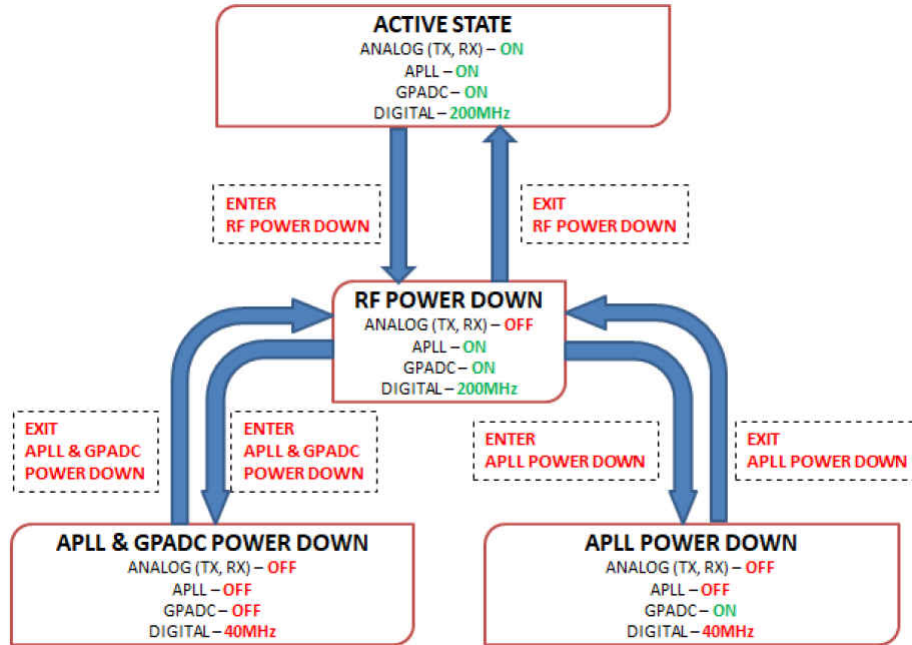 ACTIVE STATE
ANALOG (TX, RX) – ON
APLL – ON
GPADC – ON
DIGITAL – 200MHz
ENTER
RF POWER DOWN
EXIT
RF POWER DOWN
RF POWER DOWN
ANALOG (TX, RX) – OFF
APLL – ON
GPADC – ON
DIGITAL – 200MHz
EXIT
APLL & GPADC
POWER DOWN
ENTER
APLL & GPADC
POWER DOWN
ENTER
APLL POWER DOWN
EXIT
APLL POWER DOWN
APLL & GPADC POWER DOWN
ANALOG (TX, RX) – OFF
APLL – OFF
GPADC – OFF
DIGITAL – 40MHz
APLL POWER DOWN
ANALOG (TX, RX) – OFF
APLL – OFF
GPADC – ON
DIGITAL – 40MHz